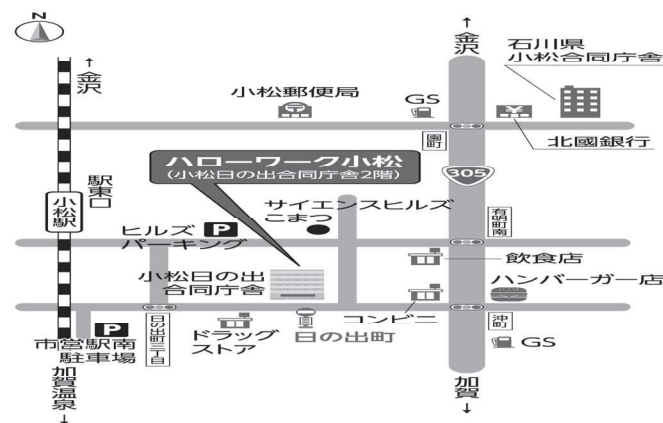 N
↑
金沢
↑
金沢
石川県
小松合同庁舎
小松郵便局
GS
北國銀行
園町
ハローワーク小松
(小松日の出合同庁舎2階)
305
駅東口
小松駅
サイエンスヒルズ
こまつ
ヒルズ
パーキング
P
有明町南
飲食店
小松日の出
合同庁舎
ハンバーガー店
コンビニ
沖町
P
市営駅南
駐車場
日の出町三丁目
ドラッグ
ストア
日の出町
GS
加賀温泉
↓
加賀
↓